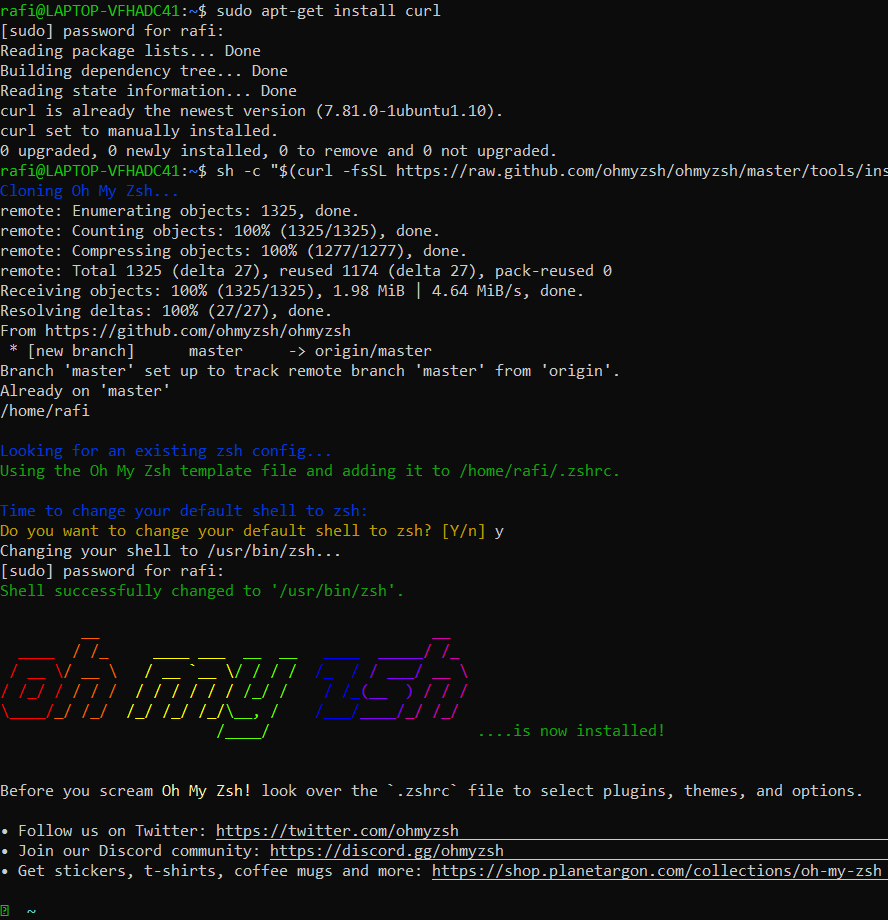 rafi@LAPTOP-VFHADC41:~$ sudo apt-get install curl
[sudo] password for rafi:
Reading package lists... Done
Building dependency tree... Done
Reading state information... Done
curl is already the newest version (7.81.0-1ubuntu1.10).
curl set to manually installed.
0 upgraded, 0 newly installed, 0 to remove and 0 not upgraded.
rafi@LAPTOP-VFHADC41:~$ sh -c "$(curl -fsSL https://raw.github.com/ohmyzsh/ohmyzsh/master/tools/ins
Cloning Oh My Zsh...
remote: Enumerating objects: 1325, done.
remote: Counting objects: 100% (1325/1325), done.
remote: Compressing objects: 100% (1277/1277), done.
remote: Total 1325 (delta 27), reused 1174 (delta 27), pack-reused 0
Receiving objects: 100% (1325/1325), 1.98 MiB | 4.64 MiB/s, done.
Resolving deltas: 100% (27/27), done.
From https://github.com/ohmyzsh/ohmyzsh
 * [new branch]      master     -> origin/master
Branch 'master' set up to track remote branch 'master' from 'origin'.
Already on 'master'
/home/rafi
Looking for an existing zsh config...
Using the Oh My Zsh template file and adding it to /home/rafi/.zshrc.
Time to change your default shell to zsh:
Do you want to change your default shell to zsh? [Y/n] y
Changing your shell to /usr/bin/zsh...
[sudo] password for rafi:
Shell successfully changed to '/usr/bin/zsh'.
oh my zsh
....is now installed!
Before you scream Oh My Zsh! look over the `.zshrc` file to select plugins, themes, and options.
• Follow us on Twitter: https://twitter.com/ohmyzsh
• Join our Discord community: https://discord.gg/ohmyzsh
• Get stickers, t-shirts, coffee mugs and more: https://shop.planetargon.com/collections/oh-my-zsh
~